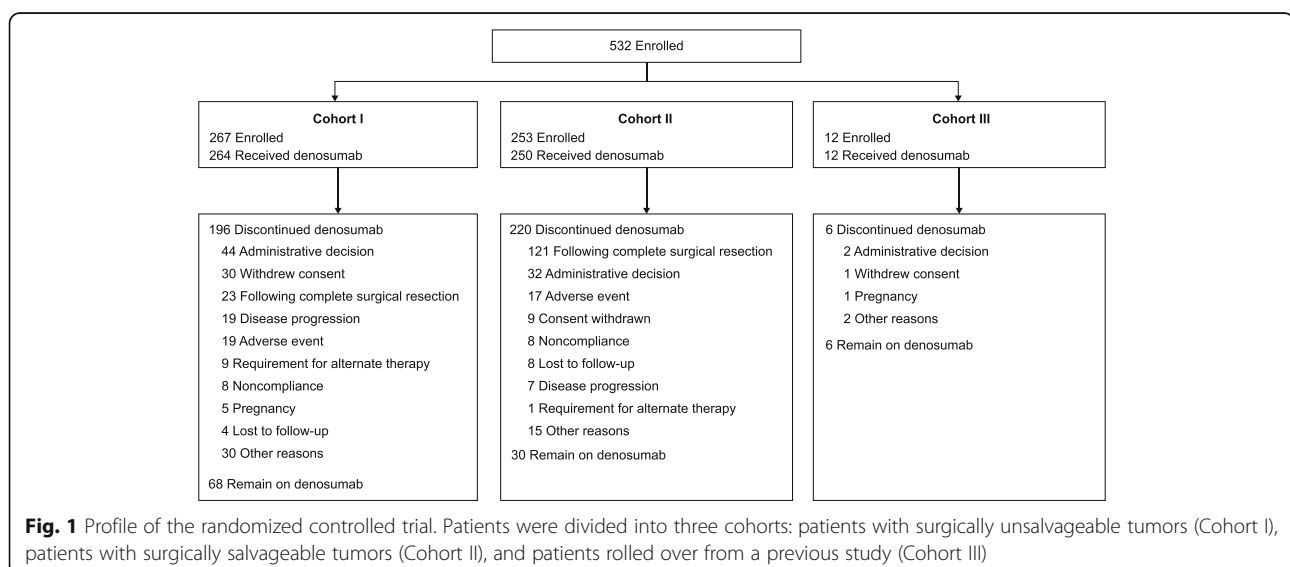 532 Enrolled
Cohort I
267 Enrolled
264 Received denosumab
Cohort II
253 Enrolled
250 Received denosumab
Cohort III
12 Enrolled
12 Received denosumab
196 Discontinued denosumab
44 Administrative decision
30 Withdrew consent
23 Following complete surgical resection
19 Disease progression
19 Adverse event
9 Requirement for alternate therapy
8 Noncompliance
5 Pregnancy
4 Lost to follow-up
30 Other reasons
68 Remain on denosumab
220 Discontinued denosumab
121 Following complete surgical resection
32 Administrative decision
17 Adverse event
9 Consent withdrawn
8 Noncompliance
8 Lost to follow-up
7 Disease progression
1 Requirement for alternate therapy
15 Other reasons
30 Remain on denosumab
6 Discontinued denosumab
2 Administrative decision
1 Withdrew consent
1 Pregnancy
2 Other reasons
6 Remain on denosumab
Fig. 1 Profile of the randomized controlled trial. Patients were divided into three cohorts: patients with surgically unsalvageable tumors (Cohort I),
patients with surgically salvageable tumors (Cohort II), and patients rolled over from a previous study (Cohort III)